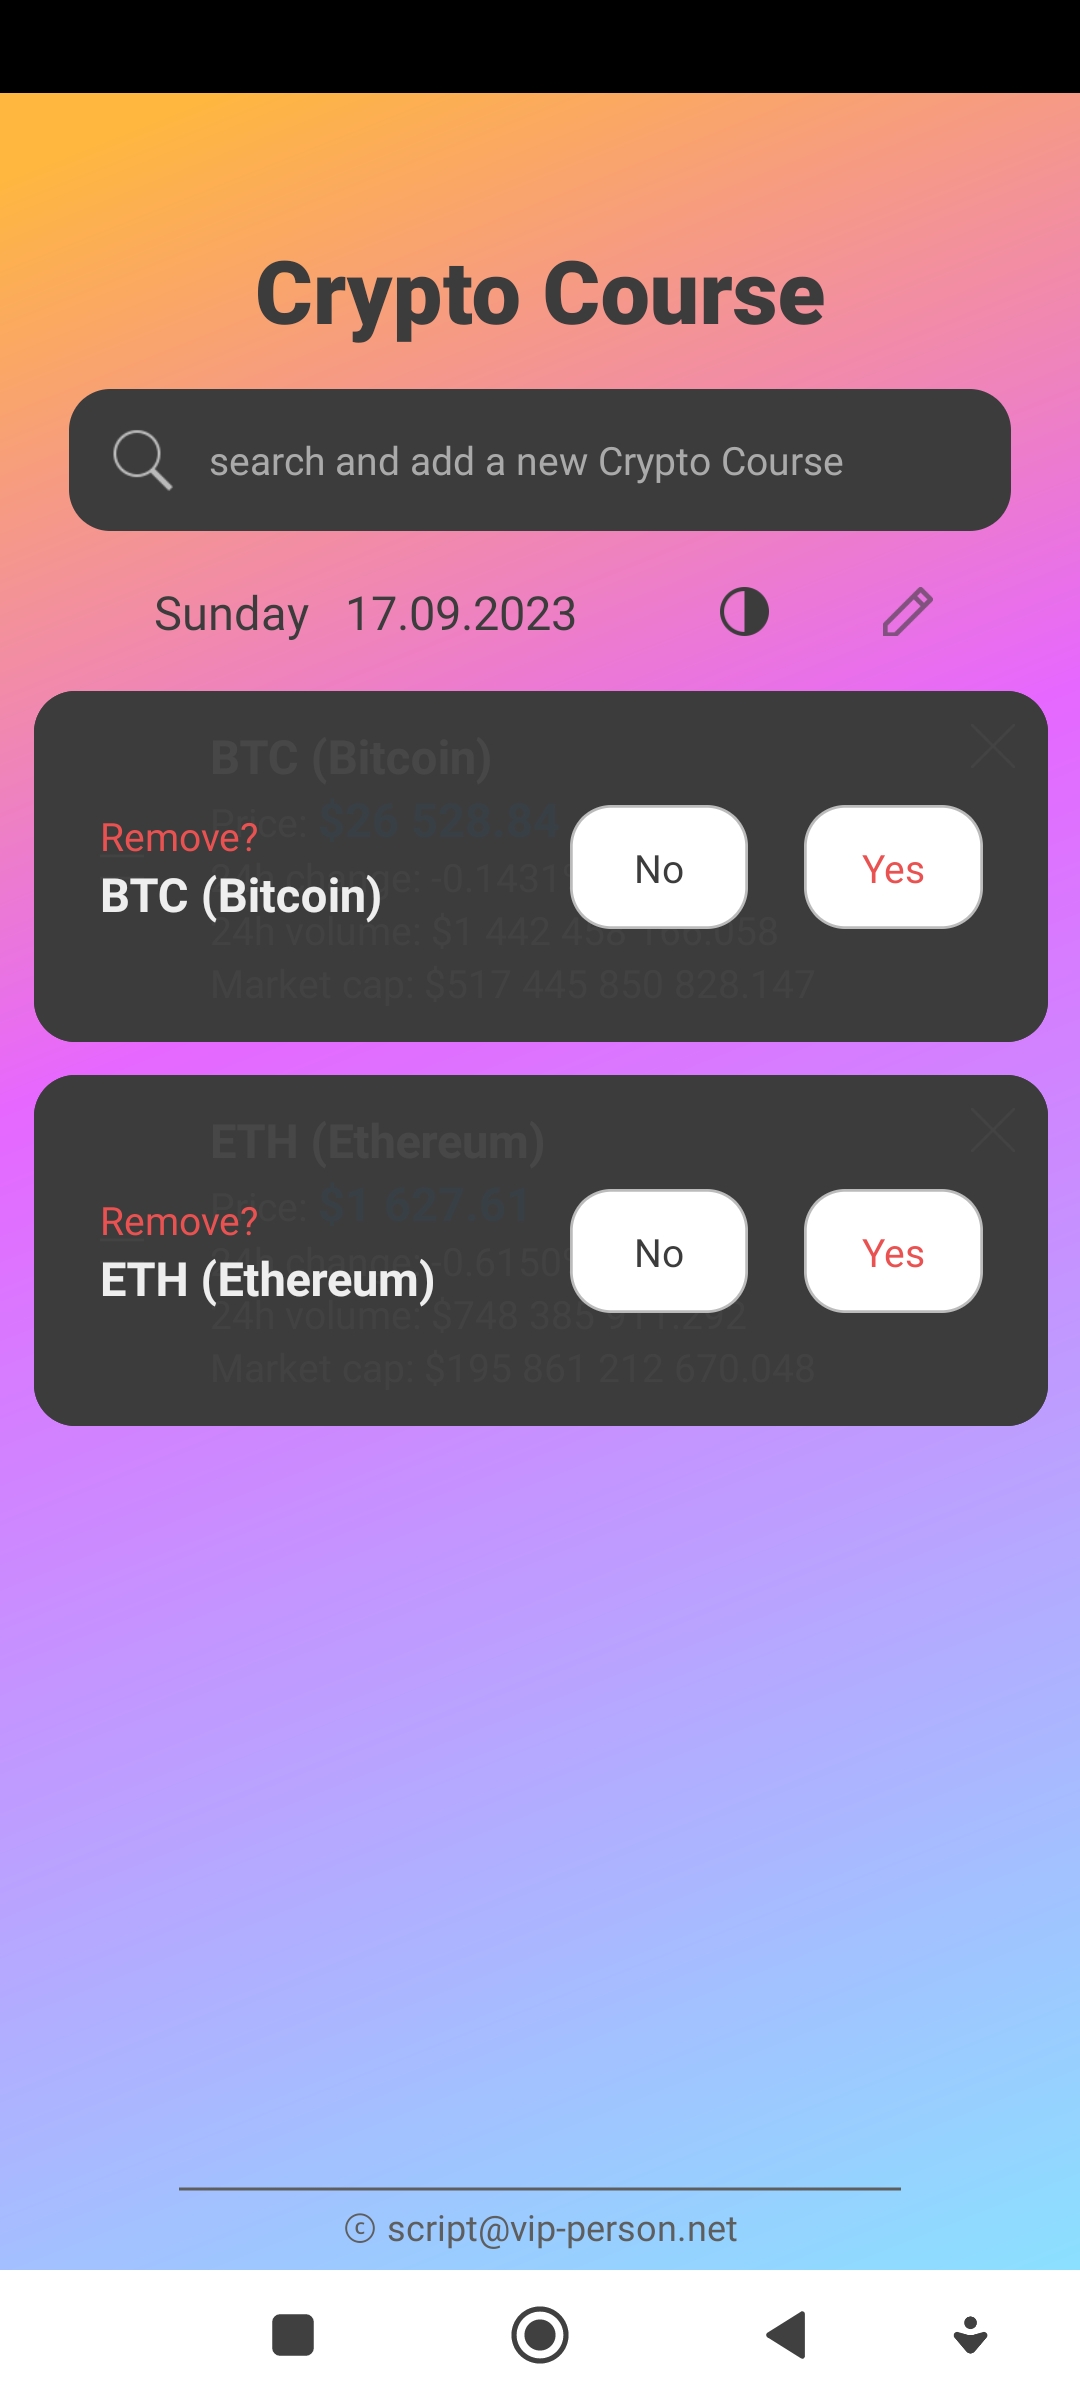 Crypto Course
search and add a new Crypto Course
Sunday 17.09.2023
BTC (Bitcoin)
Price: $26 528.84
Remove?
24h change: -0.1431
BTC (Bitcoin)
No
Yes
24h volume: $1 442 458 166.058
Market cap: $517 445 850 828.147
ETH (Ethereum)
Price: $1 627.61
Remove?
24h change: -0.6150
ETH (Ethereum)
No
Yes
24h volume: $748 385 911.292
Market cap: $195 861 212 670.048
© script@vip-person.net